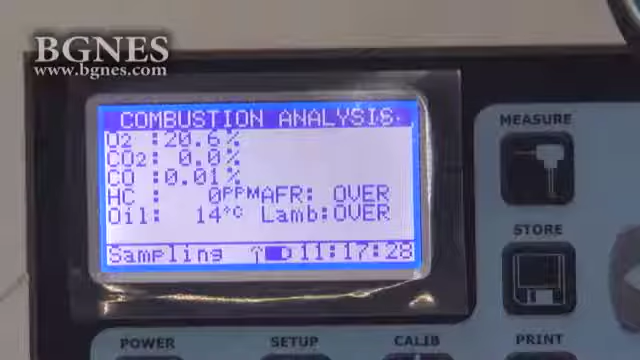 BGNES
www.bgnes.com
COMBUSTION ANALYSIS
O2 :20.6%
CO2: 0.0%
CO :0.01%
HC : 0PPM AFR: OVER
Oil: 14°C Lamb:OVER
Sampling 11:17:28
MEASURE
STORE
POWER
SETUP
CALIB
PRINT